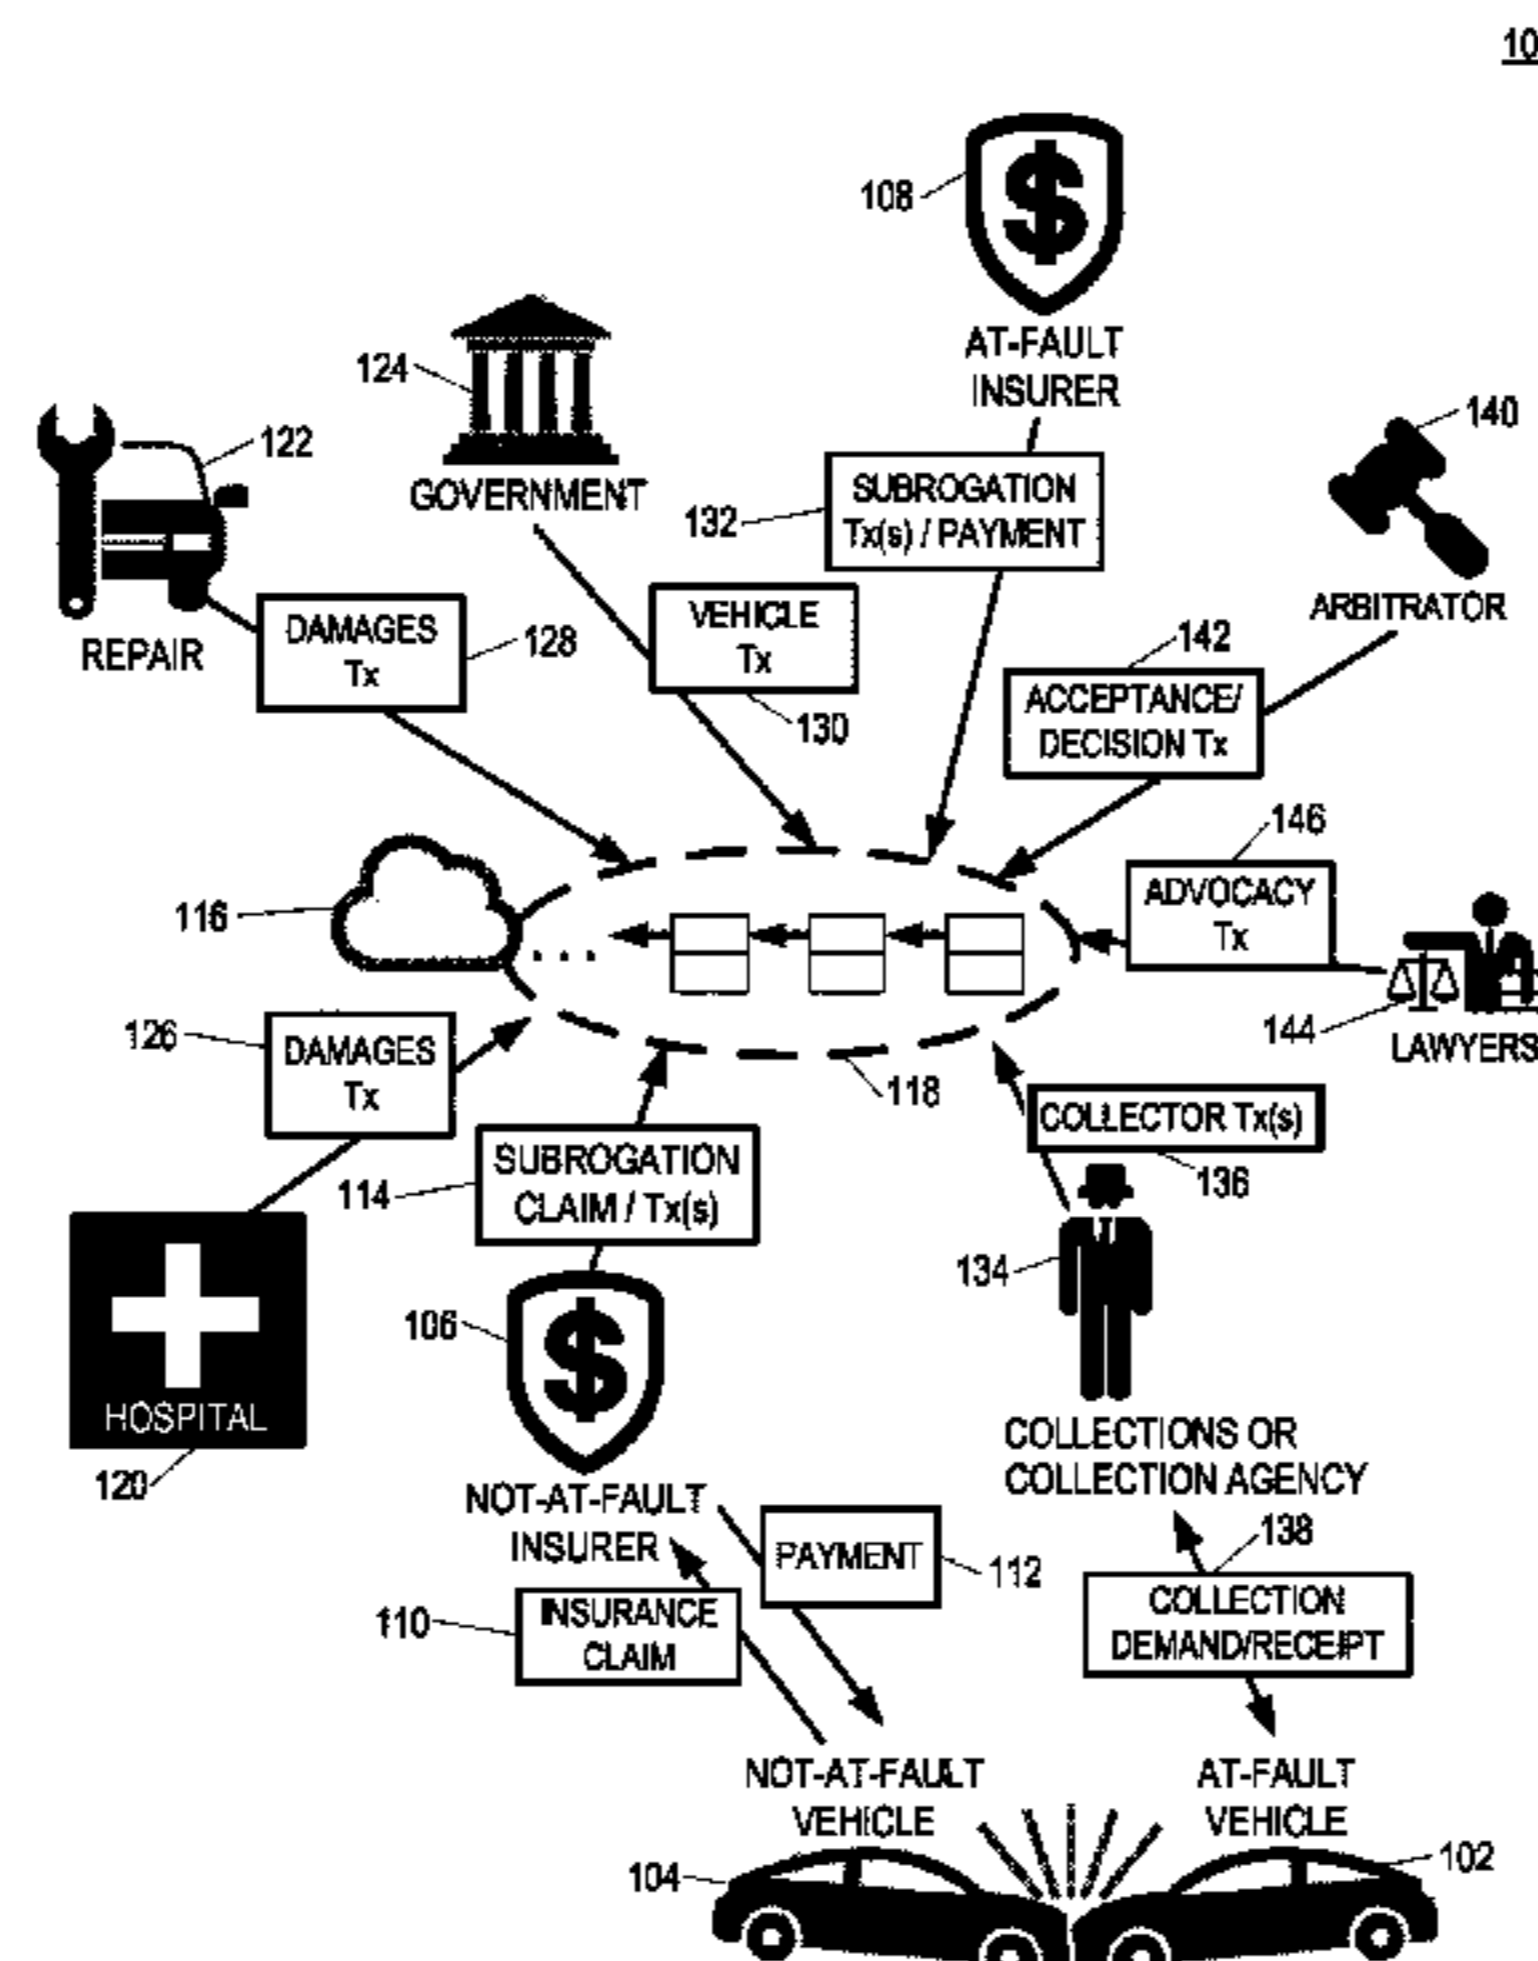 10
108
AT-FAULT
INSURER
124
GOVERNMENT
122
REPAIR
140
ARBITRATOR
132
SUBROGATION
Tx(s) / PAYMENT
DAMAGES
Tx
128
VEHICLE
Tx
130
142
ACCEPTANCE/
DECISION Tx
146
ADVOCACY
Tx
116
...
144
LAWYERS
126
DAMAGES
Tx
118
COLLECTOR Tx(s)
136
114
SUBROGATION
CLAIM / Tx(s)
134
106
HOSPITAL
120
COLLECTIONS OR
COLLECTION AGENCY
NOT-AT-FAULT
INSURER
PAYMENT
112
138
110
INSURANCE
CLAIM
COLLECTION
DEMAND/RECEIPT
NOT-AT-FAULT
VEHICLE
AT-FAULT
VEHICLE
104
102